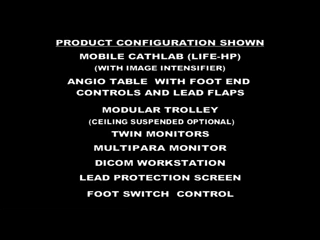 PRODUCT CONFIGURATION SHOWN
MOBILE CATHLAB (LIFE-HP)
(WITH IMAGE INTENSIFIER)
ANGIO TABLE WITH FOOT END
CONTROLS AND LEAD FLAPS
MODULAR TROLLEY
(CEILING SUSPENDED OPTIONAL)
TWIN MONITORS
MULTIPARA MONITOR
DICOM WORKSTATION
LEAD PROTECTION SCREEN
FOOT SWITCH CONTROL